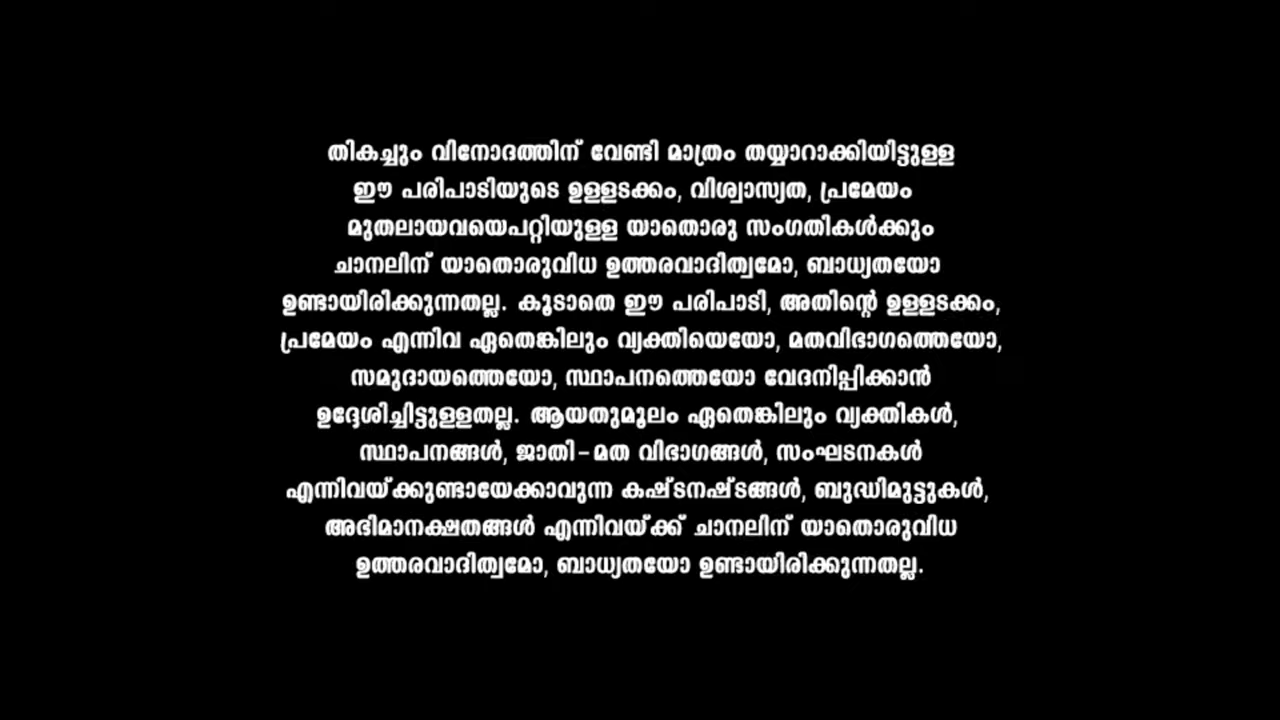 തികച്ചും വിനോദത്തിന് വേണ്ടി മാത്രം തയ്യാറാക്കിയിട്ടുള്ള
ഈ പരിപാടിയുടെ ഉള്ളടക്കം, വിശ്വാസ്യത, പ്രമേയം
മുതലായവയെപറ്റിയുള്ള യാതൊരു സംഗതികൾക്കും
ചാനലിന് യാതൊരുവിധ ഉത്തരവാദിത്വമോ, ബാധ്യതയോ
ഉണ്ടായിരിക്കുന്നതല്ല. കൂടാതെ ഈ പരിപാടി, അതിന്റെ ഉള്ളടക്കം,
പ്രമേയം എന്നിവ ഏതെങ്കിലും വ്യക്തിയെയോ, മതവിഭാഗത്തെയോ,
സമുദായത്തെയോ, സ്ഥാപനത്തെയോ വേദനിപ്പിക്കാൻ
ഉദ്ദേശിച്ചിട്ടുള്ളതല്ല. ആയതുമൂലം ഏതെങ്കിലും വ്യക്തികൾ,
സ്ഥാപനങ്ങൾ, ജാതി-മത വിഭാഗങ്ങൾ, സംഘടനകൾ
എന്നിവയ്ക്കുണ്ടായേക്കാവുന്ന കഷ്ടനഷ്ടങ്ങൾ, ബുദ്ധിമുട്ടുകൾ,
അഭിമാനക്ഷതങ്ങൾ എന്നിവയ്ക്ക് ചാനലിന് യാതൊരുവിധ
ഉത്തരവാദിത്വമോ, ബാധ്യതയോ ഉണ്ടായിരിക്കുന്നതല്ല.